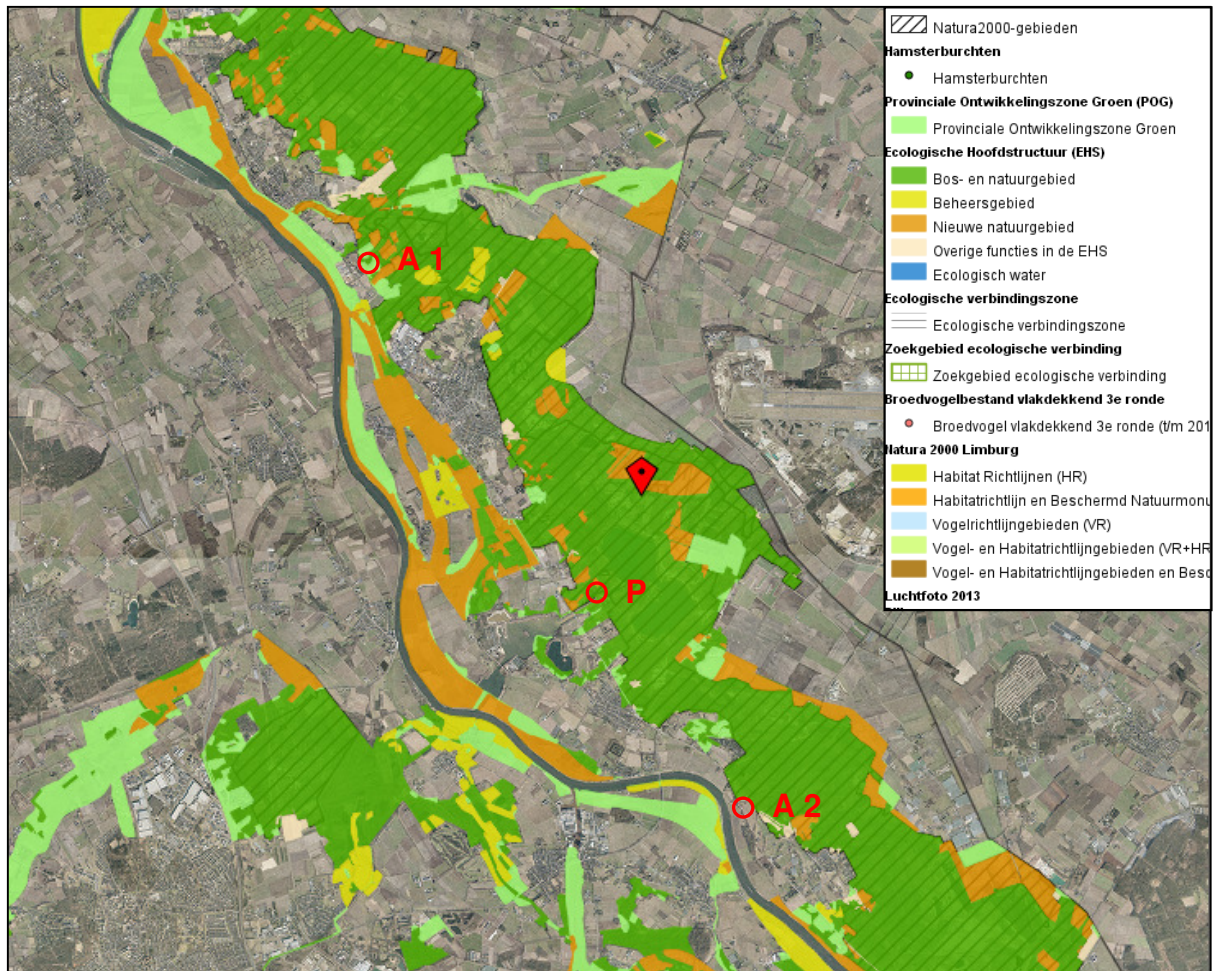 Natura2000-gebieden
Hamsterburchten
Hamsterburchten
Provinciale Ontwikkelingszone Groen (POG)
Provinciale Ontwikkelingszone Groen
Ecologische Hoofdstructuur (EHS)
Bos- en natuurgebied
Beheersgebied
Nieuwe natuurgebied
Overige functies in de EHS
Ecologisch water
Ecologische verbindingszone
Ecologische verbindingszone
Zoekgebied ecologische verbinding
Zoekgebied ecologische verbinding
Broedvogelbestand vlakdekkend 3e ronde
Broedvogel vlakdekkend 3e ronde (t/m 201
Natura 2000 Limburg
Habitat Richtlijnen (HR)
Habitatrichtlijn en Beschermd Natuurmonu
Vogelrichtlijngebieden (VR)
Vogel- en Habitatrichtlijngebieden (VR+HR
Vogel- en Habitatrichtlijngebieden en Besc
Luchtfoto 2013
A 1
P
A 2